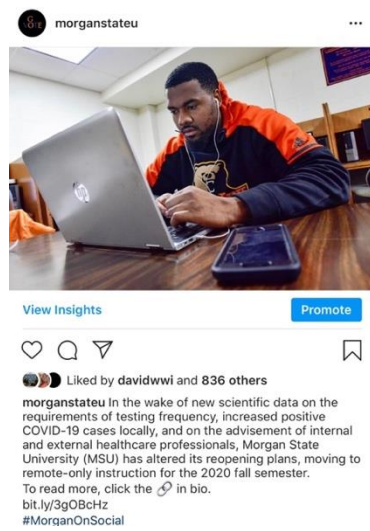 G
VOTE
morganstateu
hp
View Insights
Promote
Liked by davidwwi and 836 others
morganstateu In the wake of new scientific data on the
requirements of testing frequency, increased positive
COVID-19 cases locally, and on the advisement of internal
and external healthcare professionals, Morgan State
University (MSU) has altered its reopening plans, moving to
remote-only instruction for the 2020 fall semester.
To read more, click the 🔗 in bio.
bit.ly/3gOBcHz
#MorganOnSocial